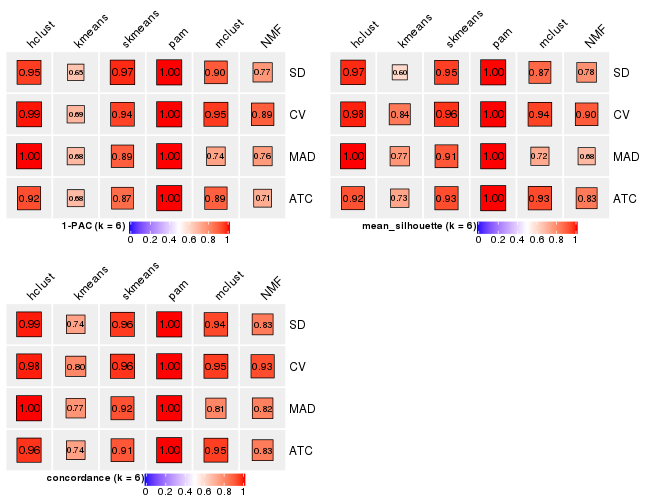 hclust kmeans skmeans pam mclust NMF
0.95 0.65 0.97 1.00 0.90 0.77 SD
0.99 0.69 0.94 1.00 0.95 0.89 CV
1.00 0.68 0.89 1.00 0.74 0.76 MAD
0.92 0.68 0.87 1.00 0.89 0.71 ATC
1-PAC (k = 6)
0 0.2 0.4 0.6 0.8 1
hclust kmeans skmeans pam mclust NMF
0.97 0.60 0.95 1.00 0.87 0.78 SD
0.98 0.84 0.96 1.00 0.94 0.90 CV
1.00 0.77 0.91 1.00 0.72 0.68 MAD
0.92 0.73 0.93 1.00 0.93 0.83 ATC
mean_silhouette (k = 6)
0 0.2 0.4 0.6 0.8 1
hclust kmeans skmeans pam mclust NMF
0.99 0.74 0.96 1.00 0.94 0.83 SD
0.98 0.80 0.96 1.00 0.95 0.93 CV
1.00 0.77 0.92 1.00 0.81 0.82 MAD
0.96 0.74 0.91 1.00 0.95 0.83 ATC
concordance (k = 6)
0 0.2 0.4 0.6 0.8 1